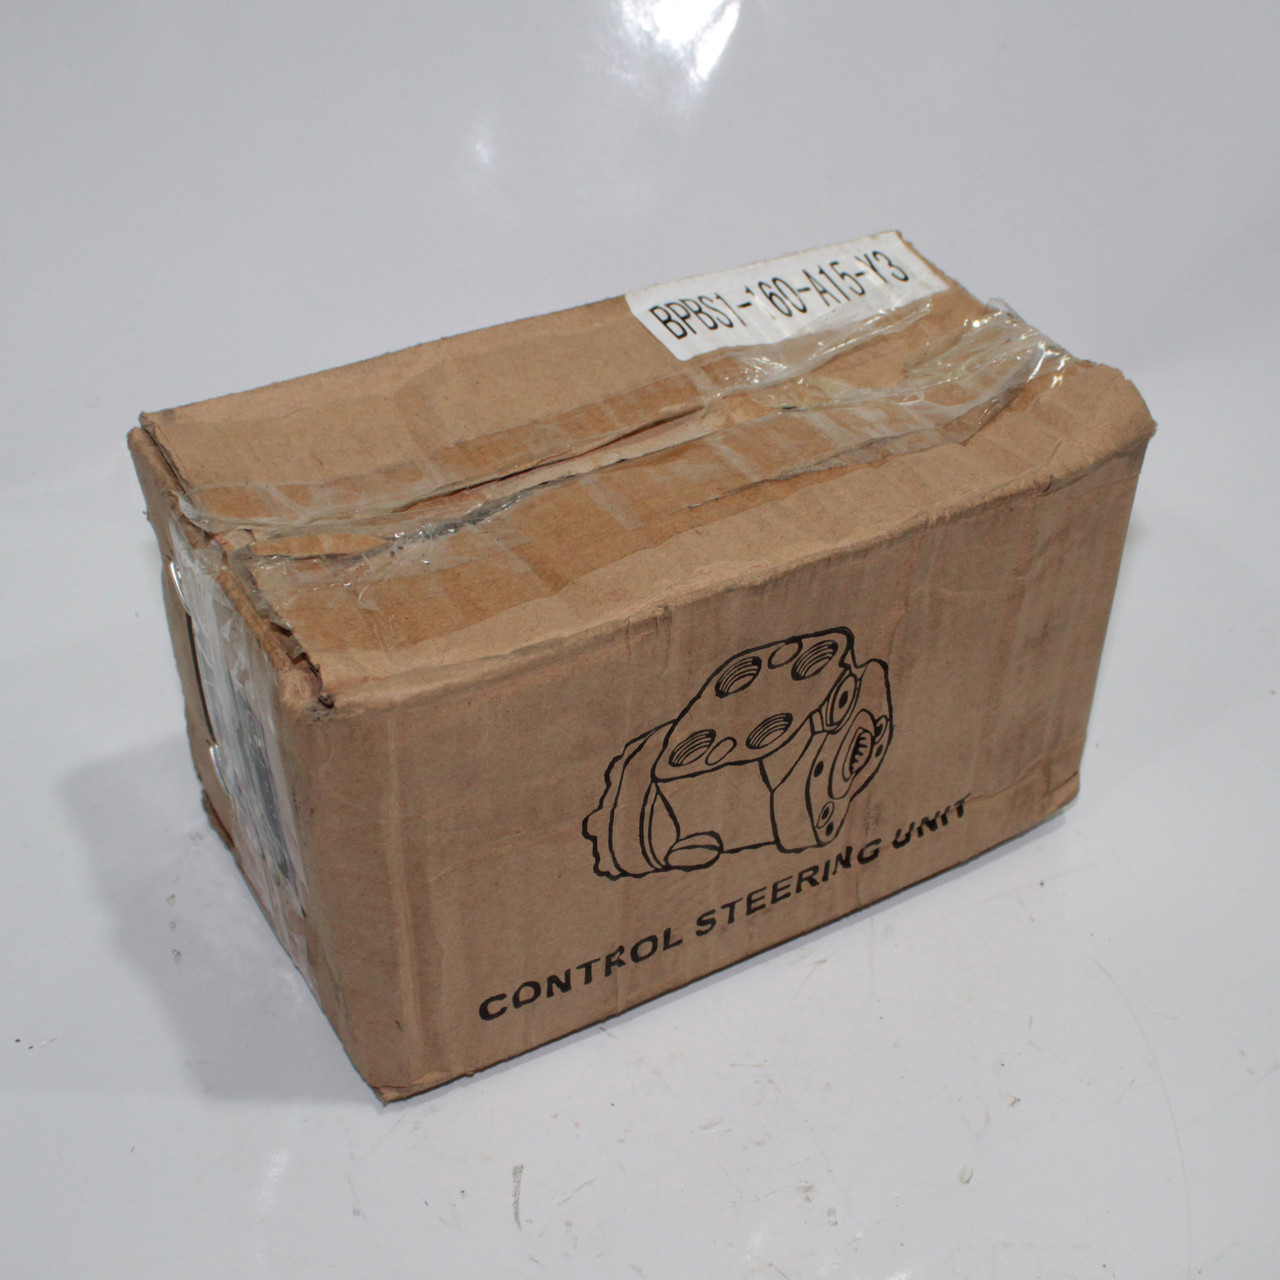 BPBS1-160-A15-Y3
CONTROL STEERING UNIT